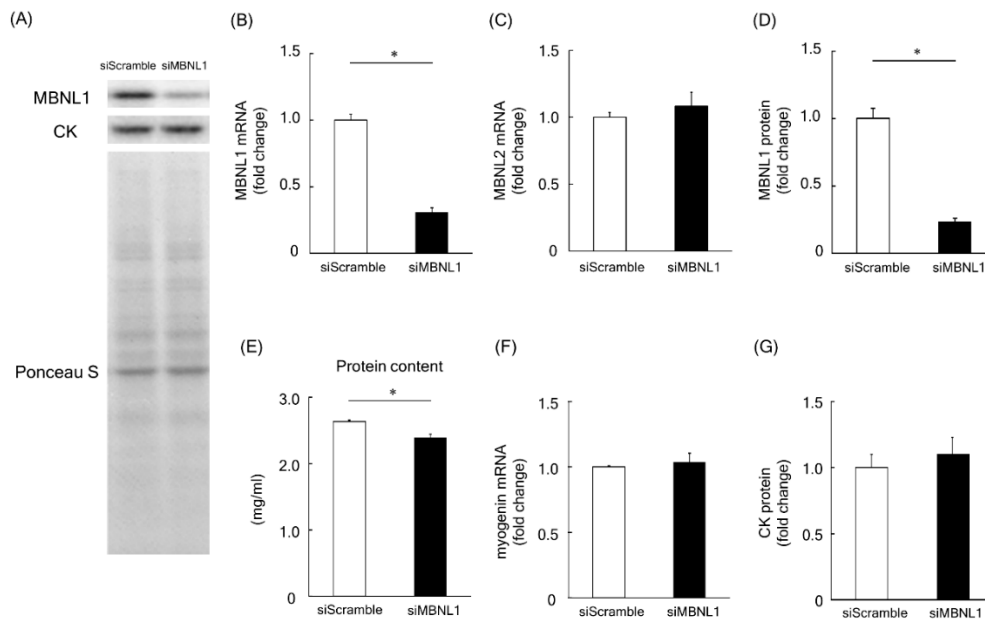 (A)
siScramble siMBNL1
MBNL1
CK
Ponceau S
(B)
MBNL1 mRNA
(fold change)
1.5
1.0
0.5
0
*
siScramble siMBNL1
(C)
MBNL2 mRNA
(fold change)
1.5
1.0
0.5
0
siScramble siMBNL1
(D)
MBNL1 protein
(fold change)
1.5
1.0
0.5
0
*
siScramble siMBNL1
(E)
Protein content
(mg/ml)
3.0
2.0
1.0
0
*
siScramble siMBNL1
(F)
myogenin mRNA
(fold change)
1.5
1.0
0.5
0
siScramble siMBNL1
(G)
CK protein
(fold change)
1.5
1.0
0.5
0
siScramble siMBNL1